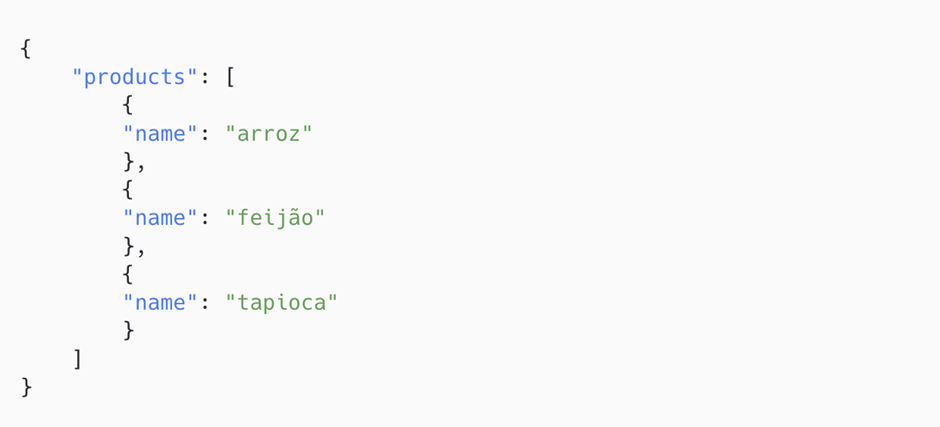 {
    "products": [
        {
        "name": "arroz"
        },
        {
        "name": "feijão"
        },
        {
        "name": "tapioca"
        }
    ]
}